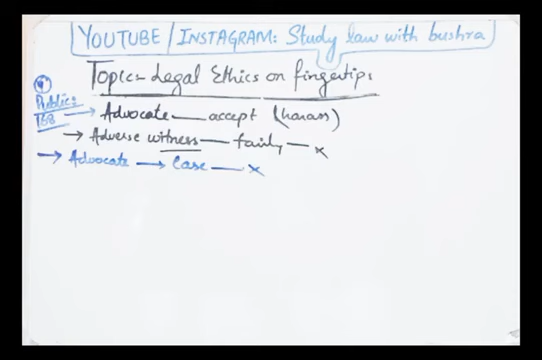 YOUTUBE / INSTAGRAM: Study law with bushra
Topic- Legal Ethics on fingertips
④ Public:
→ Advocate — accept (harass)
→ Adverse witness — fairly — x
→ Advocate → Case — x